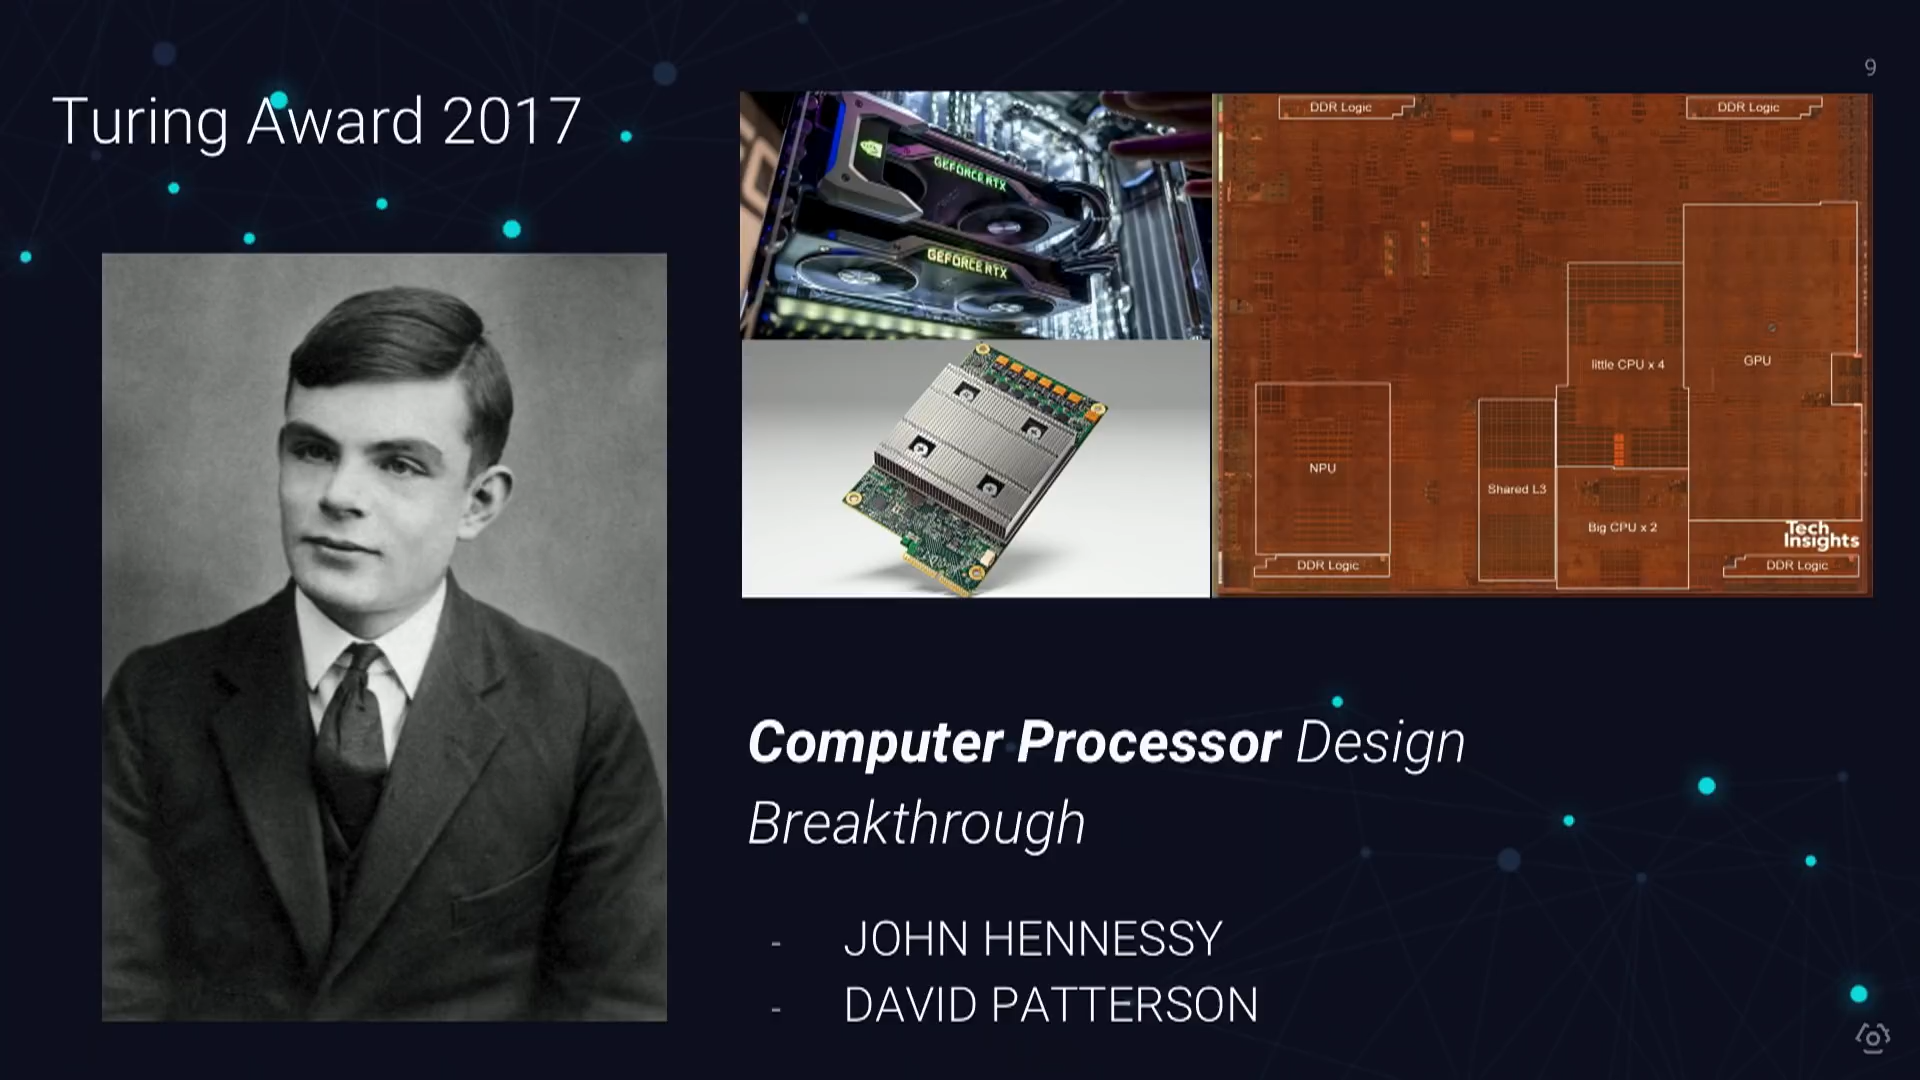 9
Turing Award 2017
GEFORCE RTX
GEFORCE RTX
DDR Logic
DDR Logic
little CPU x 4
GPU
NPU
Shared L3
Big CPU x 2
Tech
Insights
DDR Logic
DDR Logic
Computer Processor Design
Breakthrough
- JOHN HENNESSY
- DAVID PATTERSON